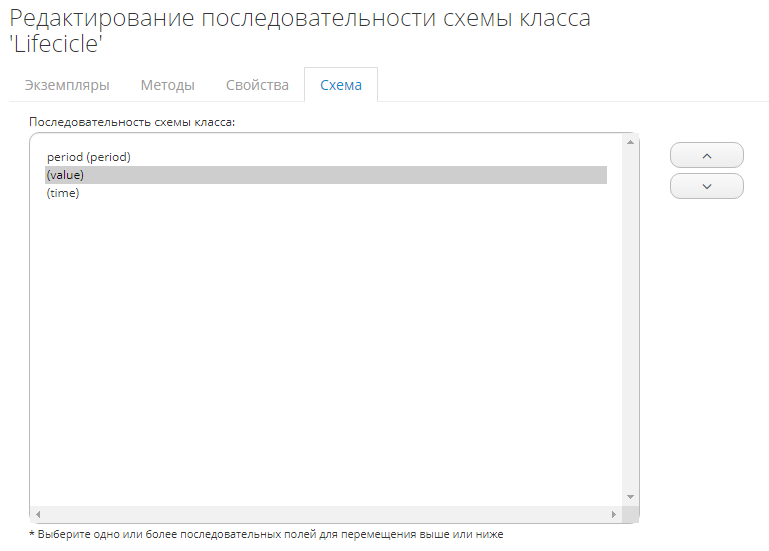 Редактирование последовательности схемы класса
'Lifecicle'
Экземпляры Методы Свойства Схема
Последовательность схемы класса:
period (period)
(value)
(time)
* Выберите одно или более последовательных полей для перемещения выше или ниже